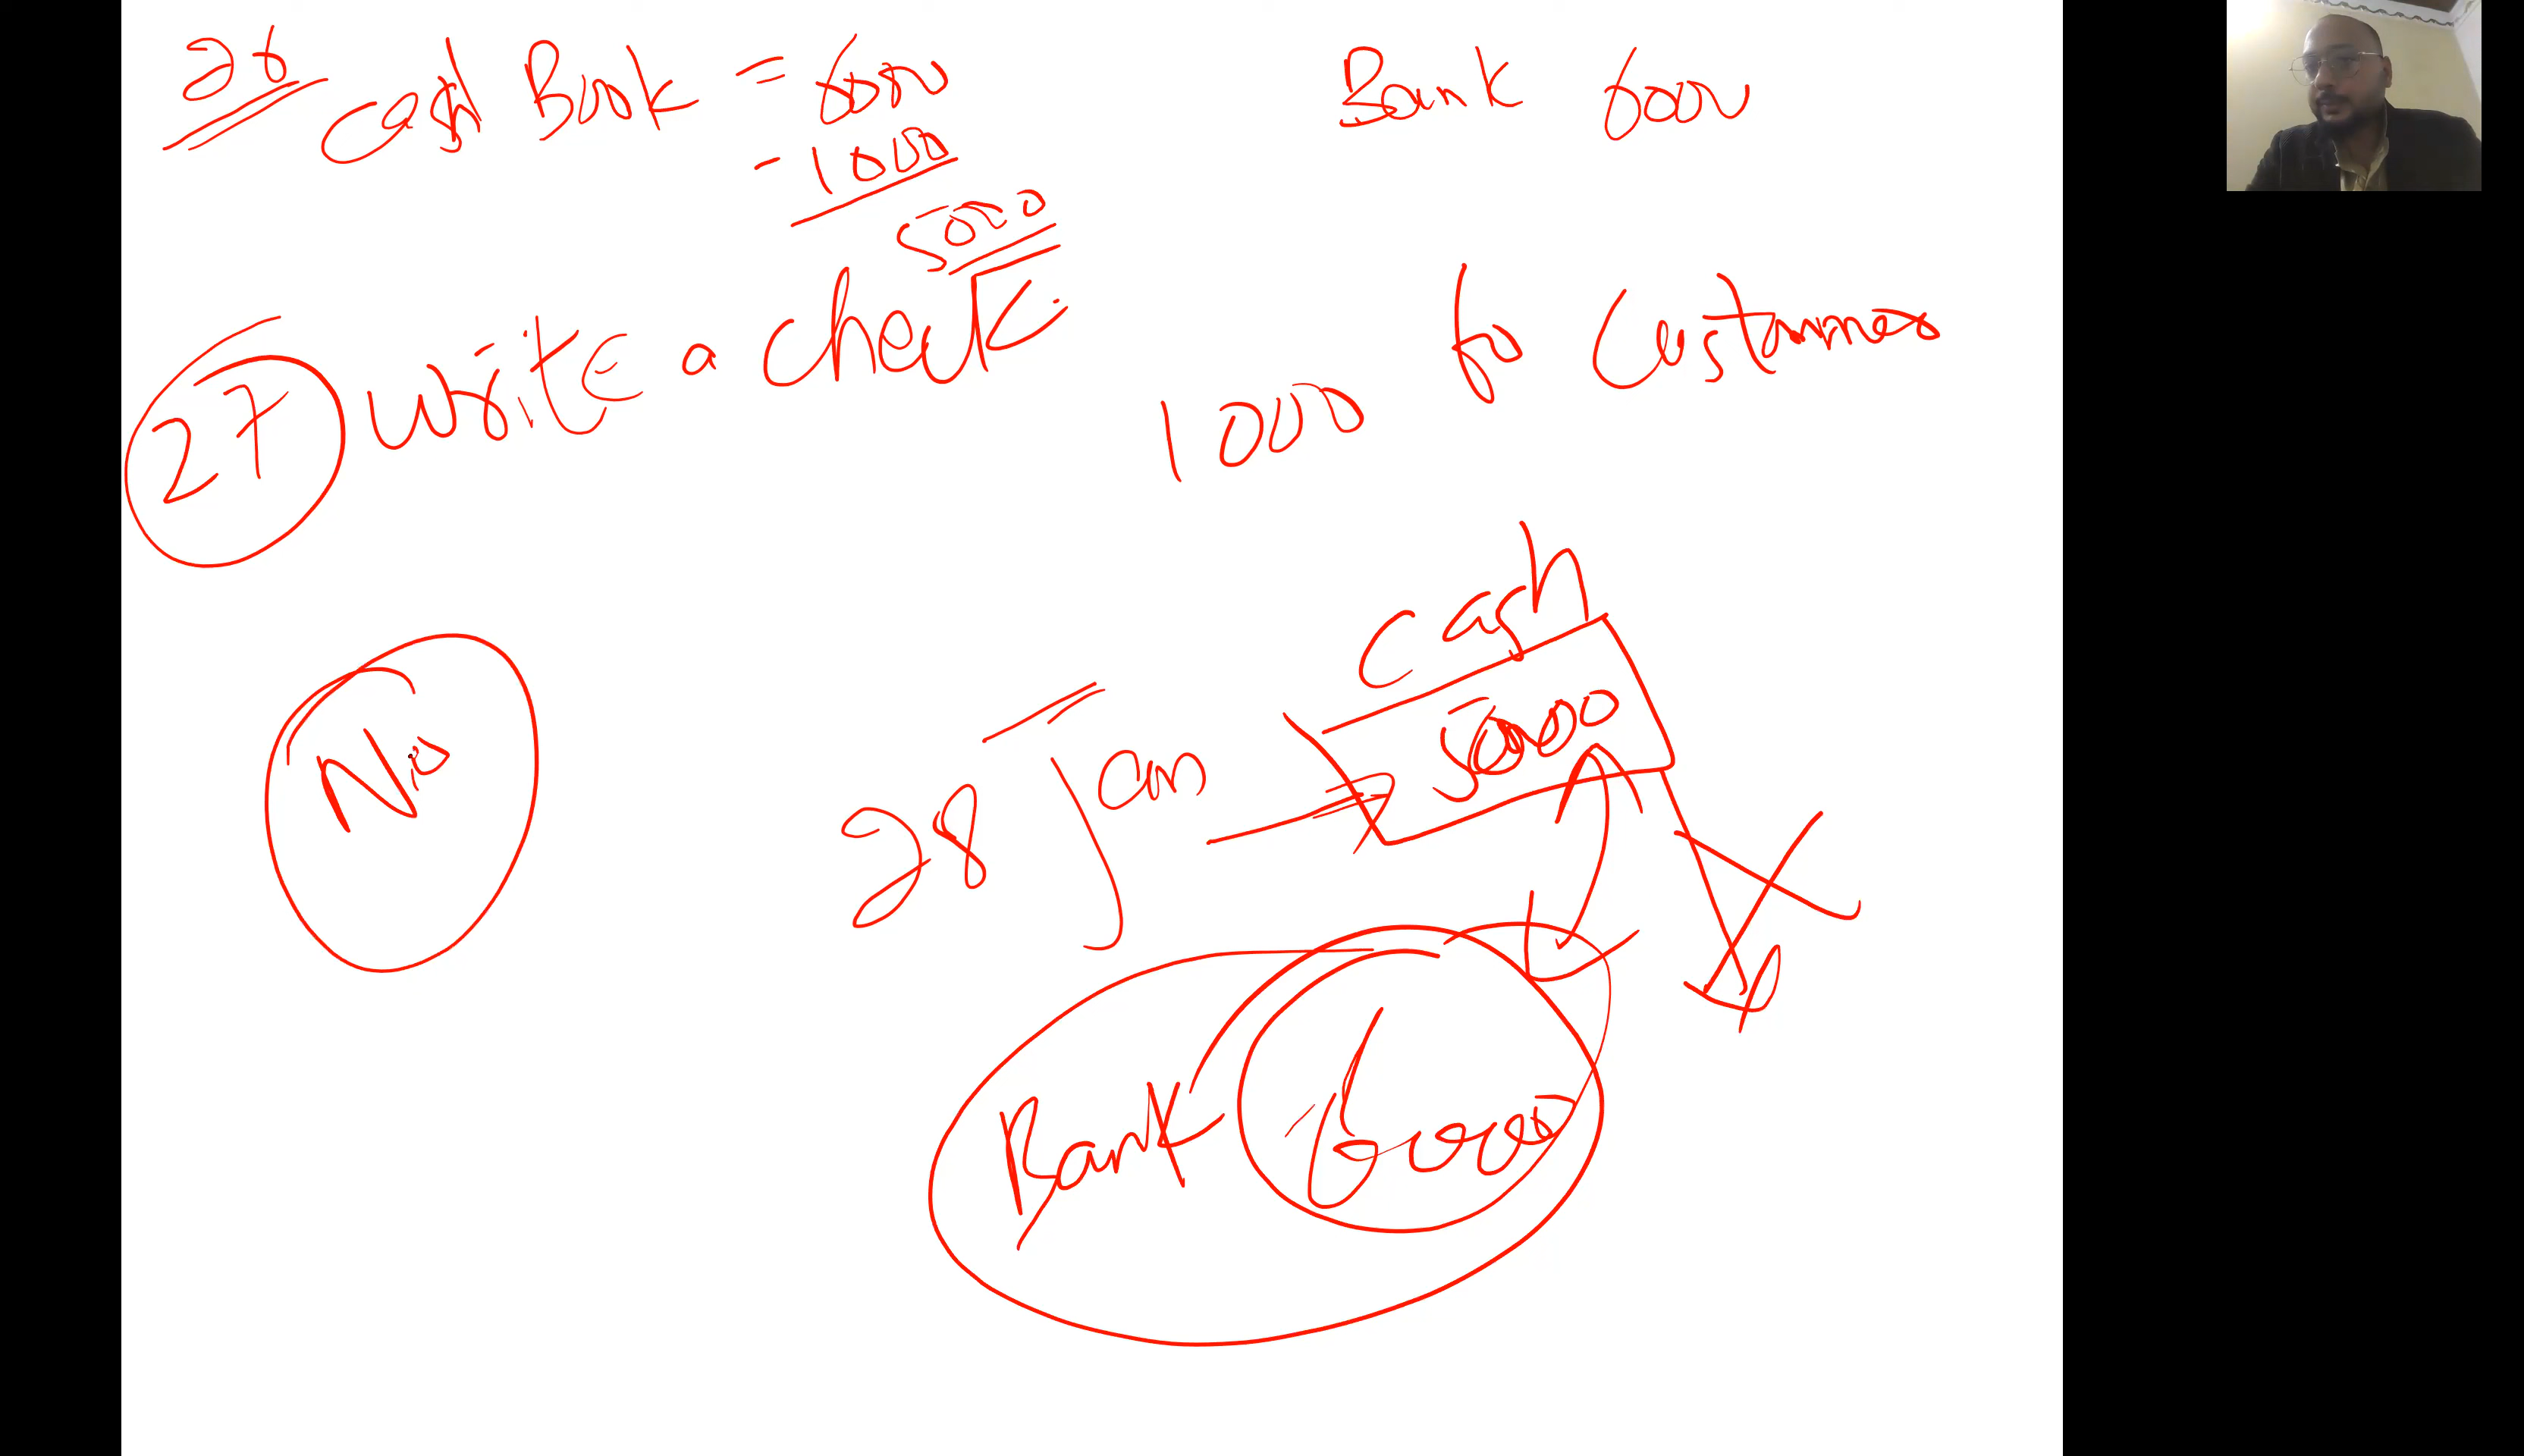 26 Cash Book = 6000 Bank 6000
- 1000
5000
27 Write a check 1000 for Customer
Cash
5000
28 Jan
No
Bank 6000